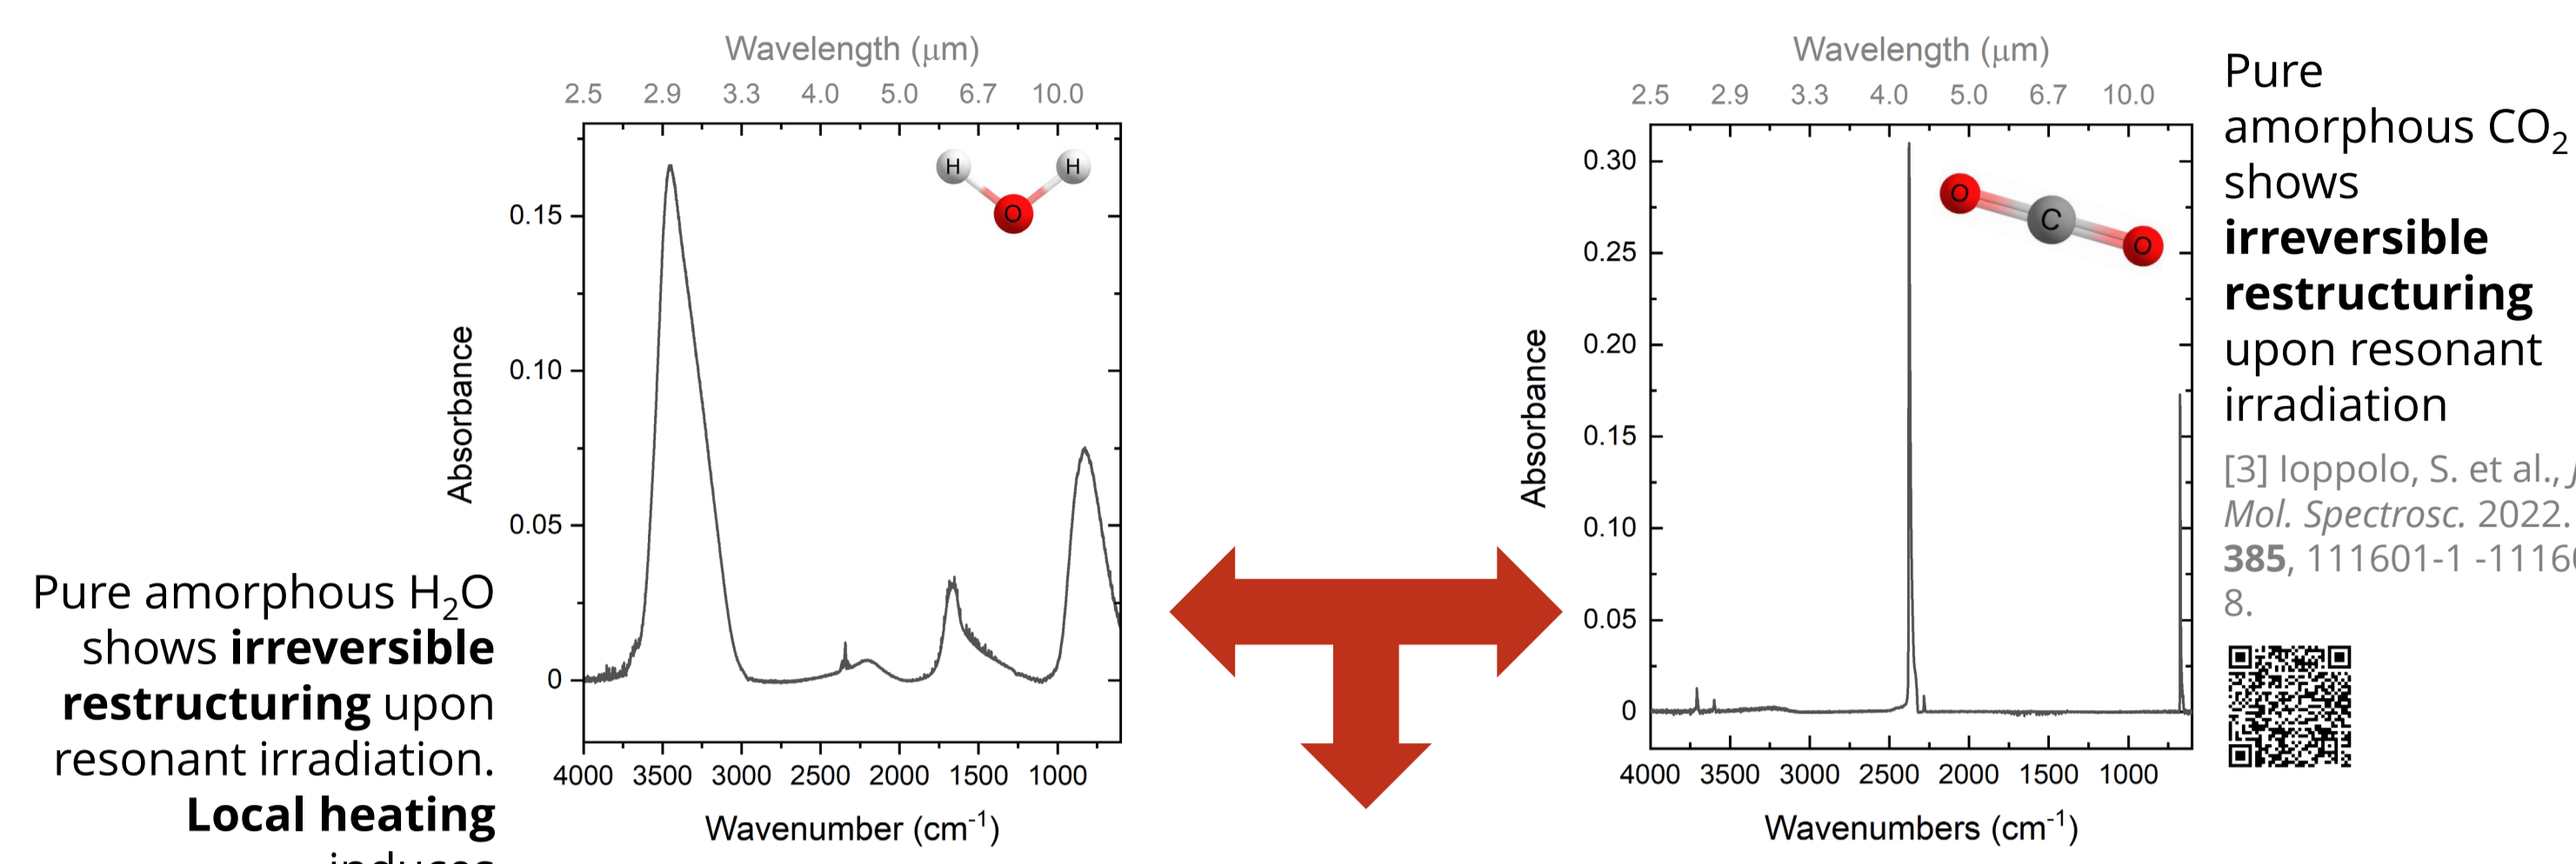 Wavelength (μm)
2.5 2.9 3.3 4.0 5.0 6.7 10.0
H H
O
0.15
0.10
0.05
0
Absorbance
4000 3500 3000 2500 2000 1500 1000
Wavenumber (cm⁻¹)
Pure amorphous H₂O
shows irreversible
restructuring upon
resonant irradiation.
Local heating
induces
Wavelength (μm)
2.5 2.9 3.3 4.0 5.0 6.7 10.0
O C O
0.30
0.25
0.20
0.15
0.10
0.05
0
Absorbance
4000 3500 3000 2500 2000 1500 1000
Wavenumbers (cm⁻¹)
Pure
amorphous CO₂
shows
irreversible
restructuring
upon resonant
irradiation
[3] Ioppolo, S. et al., J
Mol. Spectrosc. 2022.
385, 111601-1 -11160
8.